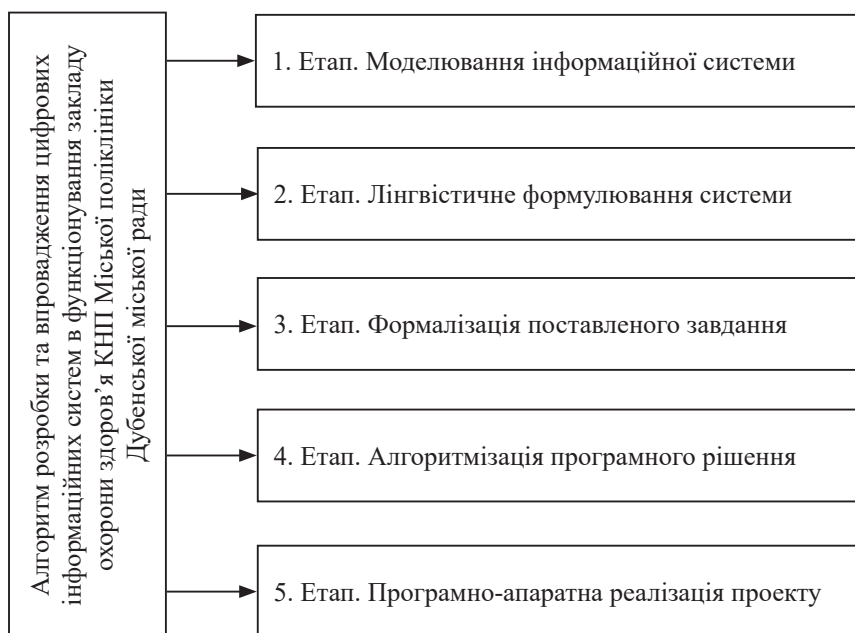 Алгоритм розробки та впровадження цифрових
інформаційних систем в функціонування закладу
охорони здоров’я КНП Міської поліклініки
Дубенської міської ради
1. Етап. Моделювання інформаційної системи
2. Етап. Лінгвістичне формулювання системи
3. Етап. Формалізація поставленого завдання
4. Етап. Алгоритмізація програмного рішення
5. Етап. Програмно-апаратна реалізація проекту